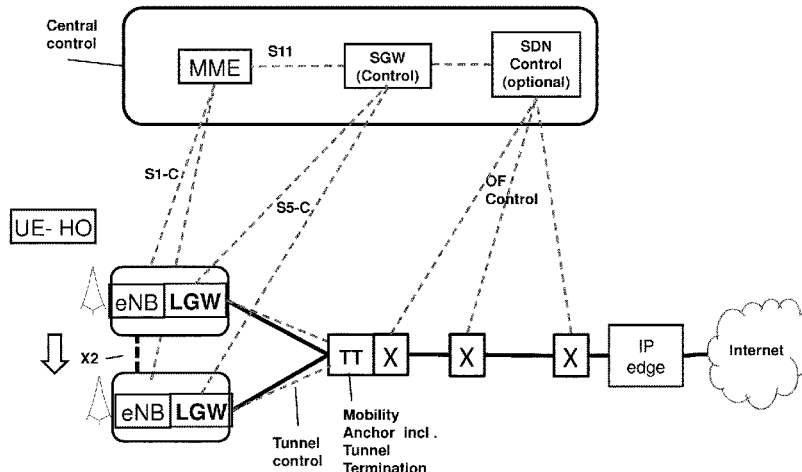 Central
control
MME
S11
SGW
(Control)
SDN
Control
(optional)
S1-C
S5-C
OF
Control
UE- HO
eNB
LGW
X2
eNB
LGW
TT
X
X
X
IP
edge
Internet
Tunnel
control
Mobility
Anchor incl.
Tunnel
Termination